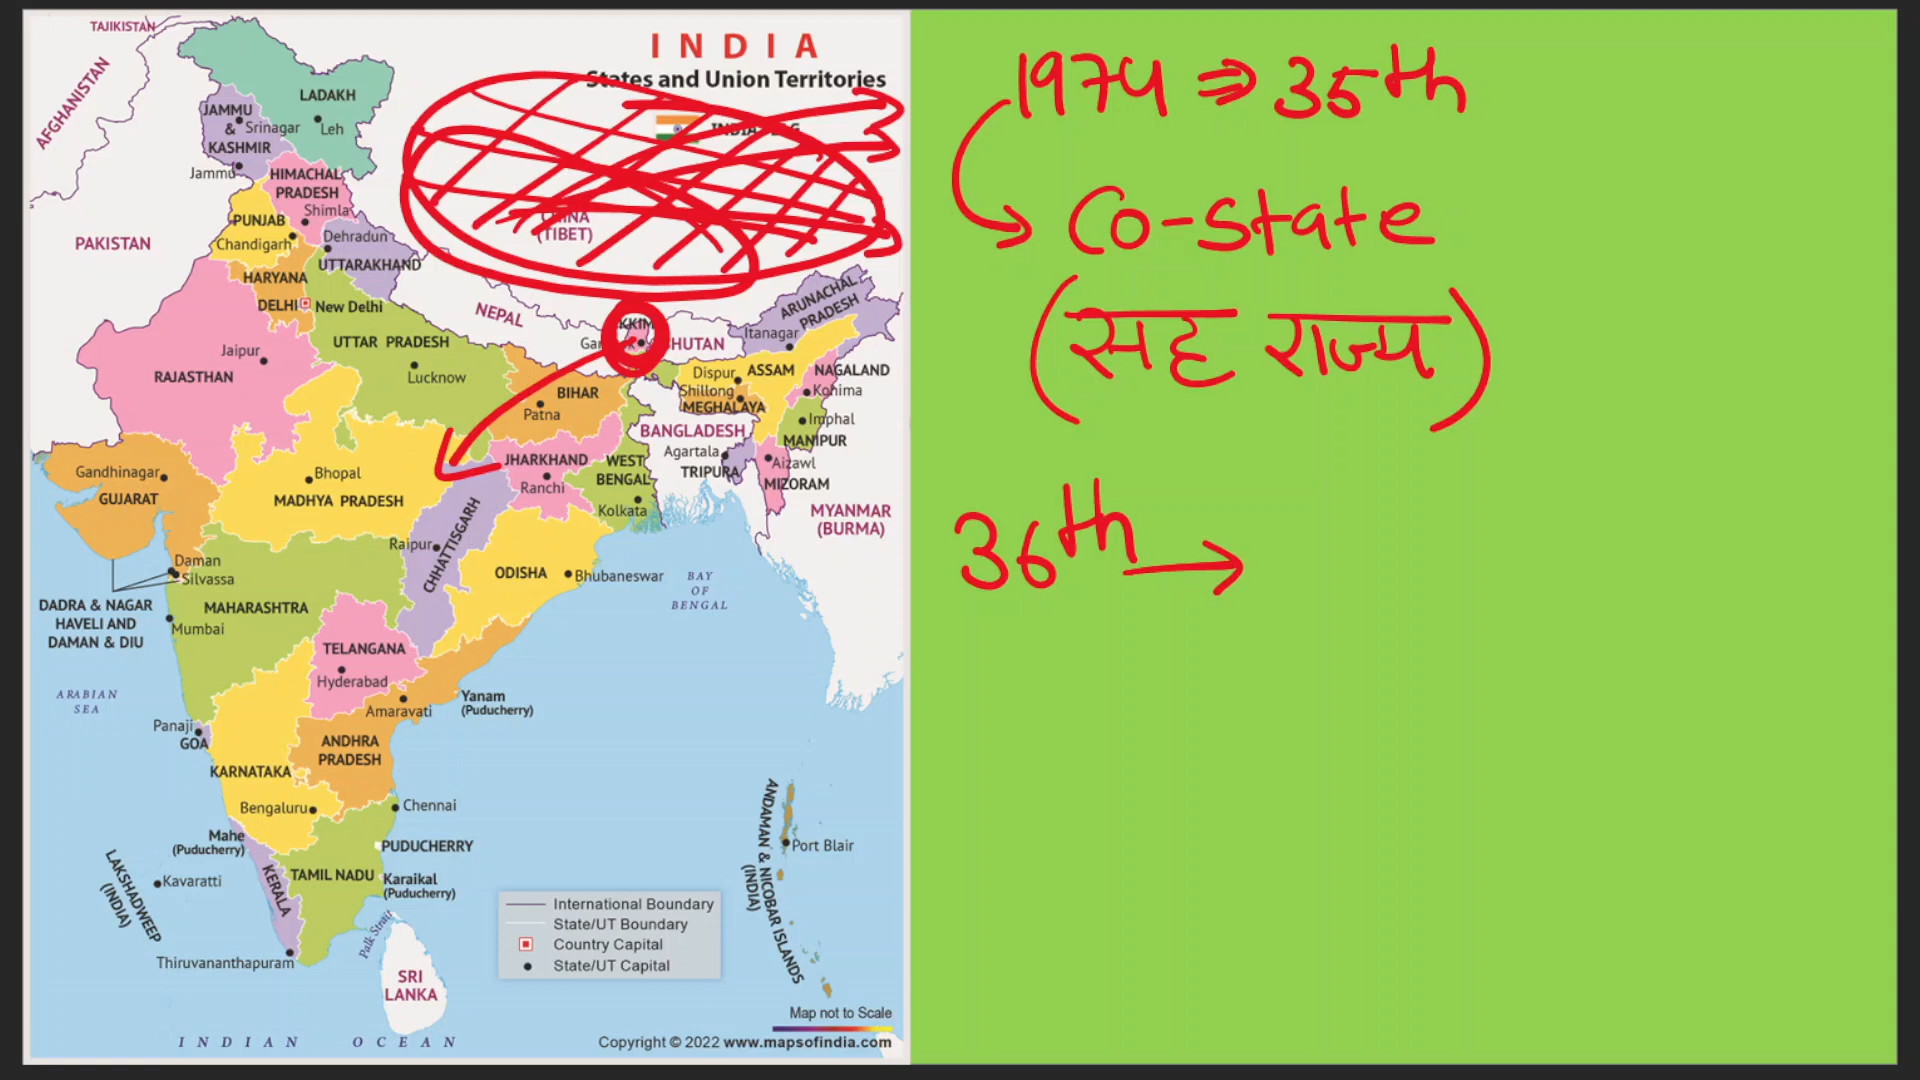 TAJIKISTAN
AFGHANISTAN
INDIA
States and Union Territories
LADAKH
JAMMU
& Srinagar
Leh
KASHMIR
Jammu
HIMACHAL
PRADESH
Shimla
PUNJAB
Chandigarh
Dehradun
UTTARAKHAND
CHINA
(TIBET)
PAKISTAN
HARYANA
DELHI
New Delhi
NEPAL
ARUNACHAL
PRADESH
Itanagar
UTTAR PRADESH
Lucknow
Jaipur
RAJASTHAN
BIHAR
Patna
Dispur
ASSAM
NAGALAND
Shillong
Kohima
MEGHALAYA
Imphal
MANIPUR
BANGLADESH
Agartala
TRIPURA
Aizawl
MIZORAM
Gandhinagar
GUJARAT
Bhopal
MADHYA PRADESH
JHARKHAND
Ranchi
WEST
BENGAL
Kolkata
MYANMAR
(BURMA)
Raipur
CHHATTISGARH
ODISHA
Bhubaneswar
BAY
OF
BENGAL
Daman
Silvassa
DADRA & NAGAR
HAVELI AND
DAMAN & DIU
MAHARASHTRA
Mumbai
TELANGANA
Hyderabad
ARABIAN
SEA
Yanam
(Puducherry)
Amaravati
Panaji
GOA
ANDHRA
PRADESH
KARNATAKA
Bengaluru
Chennai
Mahe
(Puducherry)
PUDUCHERRY
TAMIL NADU
Karaikal
(Puducherry)
KERALA
LAKSHADWEEP
(INDIA)
Kavaratti
Thiruvananthapuram
Palk Strait
SRI
LANKA
ANDAMAN & NICOBAR ISLANDS
(INDIA)
Port Blair
International Boundary
State/UT Boundary
Country Capital
State/UT Capital
Map not to Scale
INDIAN OCEAN
Copyright © 2022 www.mapsofindia.com
1974 ⇒ 35th
Co-state
(सह राज्य)
36th →